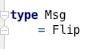 type Msg
    = Flip